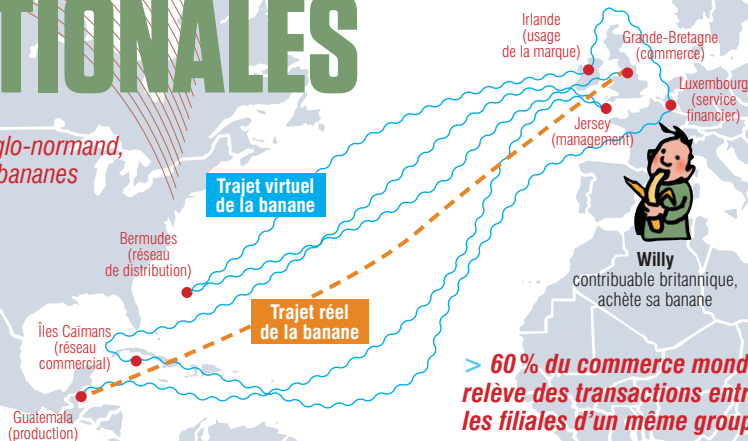 TIONALES
glo-normand,
bananes
Irlande
(usage
de la marque)
Grande-Bretagne
(commerce)
Luxembourg
(service
financier)
Jersey
(management)
Trajet virtuel
de la banane
Bermudes
(réseau
de distribution)
Willy
contribuable britannique,
achète sa banane
Trajet réel
de la banane
Îles Caïmans
(réseau
commercial)
Guatemala
(production)
> 60 % du commerce mond
relève des transactions entr
les filiales d'un même group